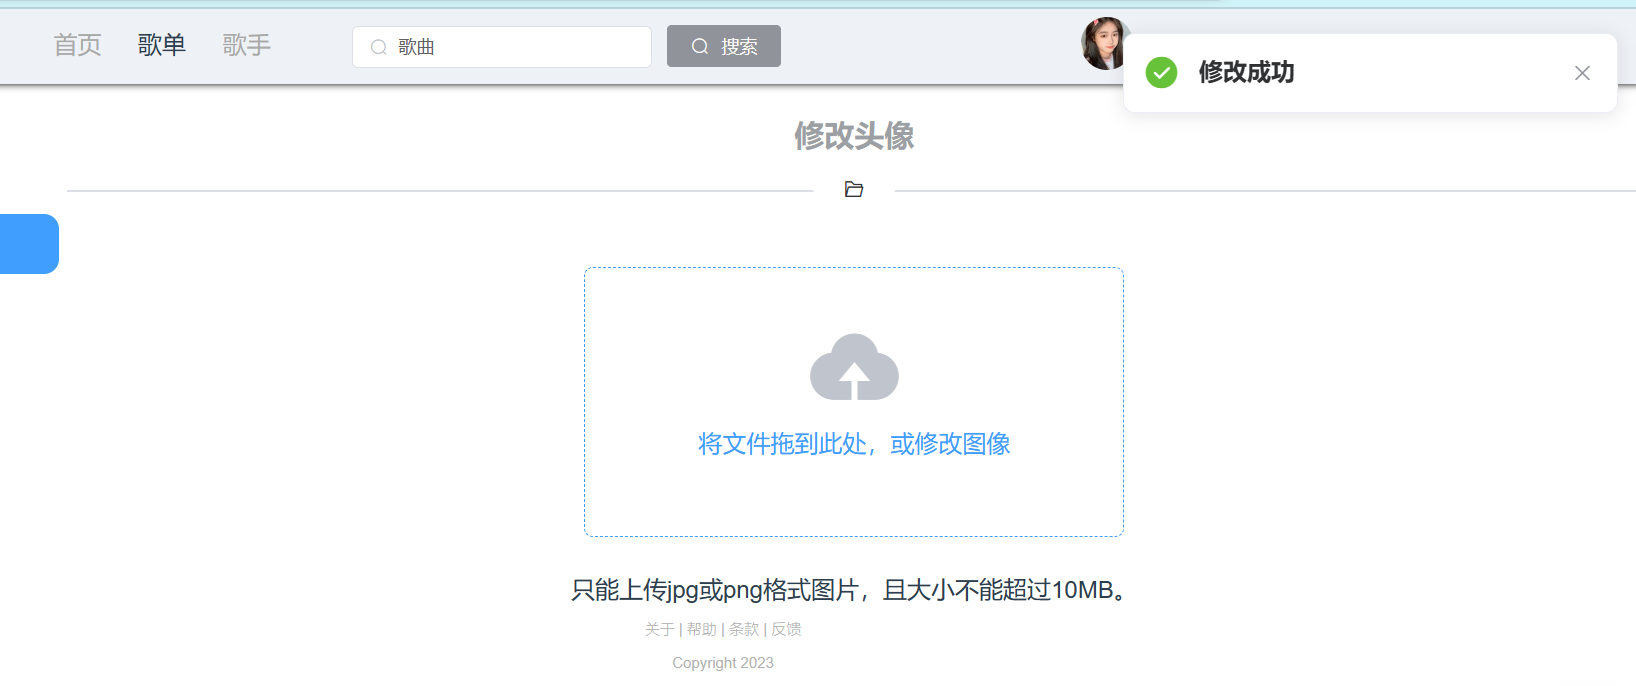 首页 歌单 歌手 歌曲 搜索
修改成功
修改头像
将文件拖到此处，或修改图像
只能上传jpg或png格式图片，且大小不能超过10MB。
关于 | 帮助 | 条款 | 反馈
Copyright 2023